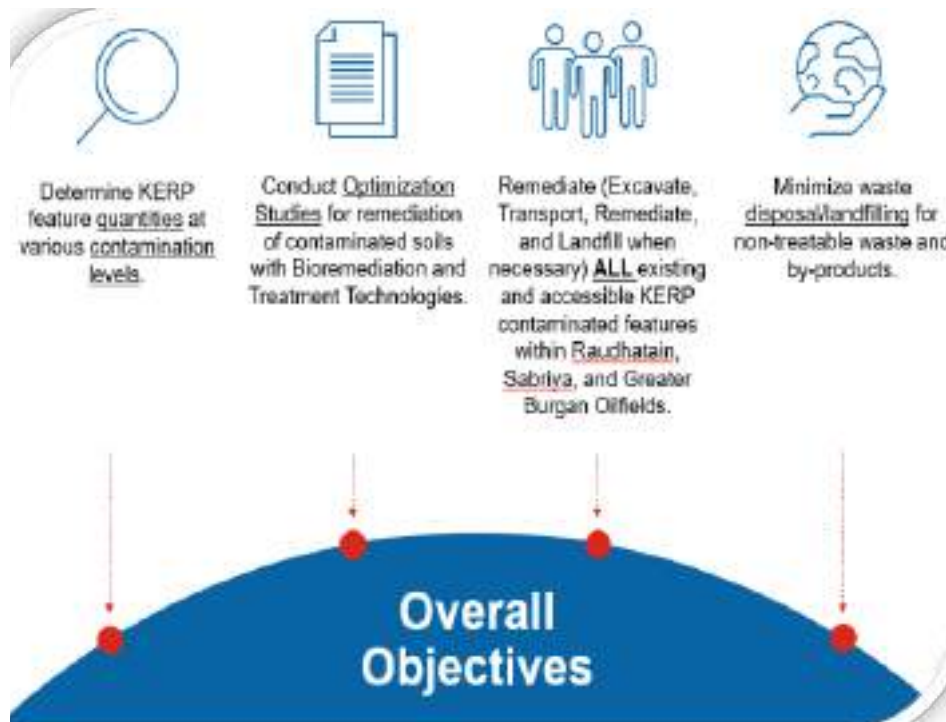 Determine KERP
feature quantities at
various contamination
levels.
Conduct Optimization
Studies for remediation
of contaminated soils
with Bioremediation and
Treatment Technologies.
Remediate (Excavate,
Transport, Remediate,
and Landfill when
necessary) ALL existing
and accessible KERP
contaminated features
within Raudhatain,
Sabriya, and Greater
Burgan Oilfields.
Minimize waste
disposal/landfilling for
non-treatable waste and
by-products.
Overall
Objectives